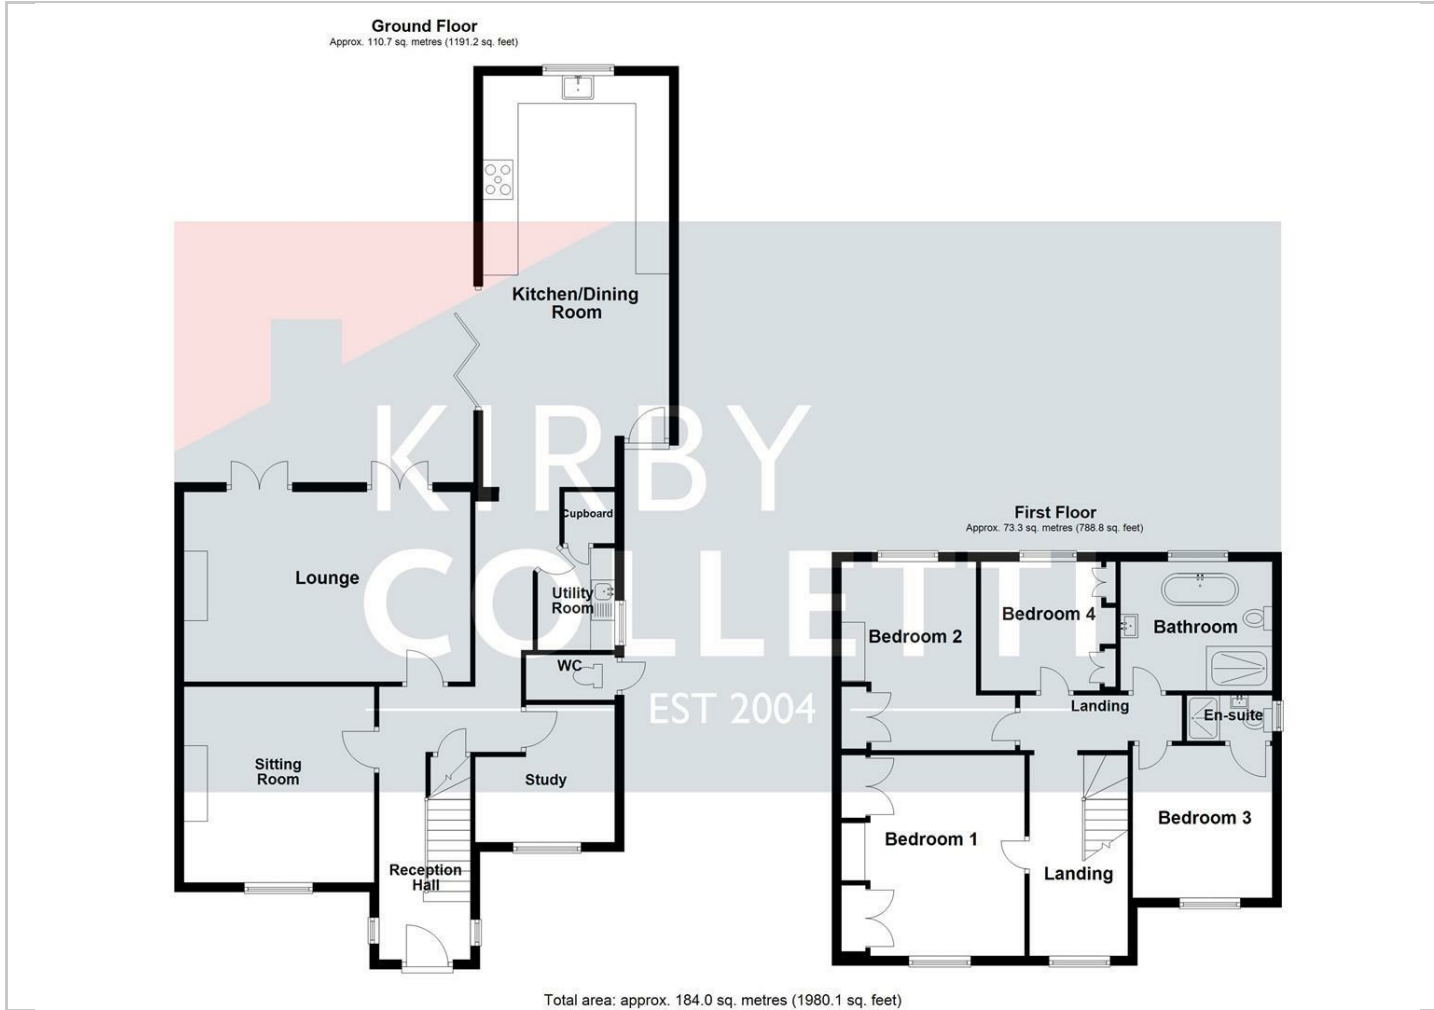 Ground Floor
Approx. 110.7 sq. metres (1191.2 sq. feet)
Kitchen/Dining
Room
KIRBY
COLLETTI
EST 2004
Cupboard
Lounge
Utility
Room
WC
Sitting
Room
Study
Reception
Hall
First Floor
Approx. 73.3 sq. metres (788.8 sq. feet)
Bedroom 2
Bedroom 4
Bathroom
Landing
En-suite
Bedroom 1
Landing
Bedroom 3
Total area: approx. 184.0 sq. metres (1980.1 sq. feet)